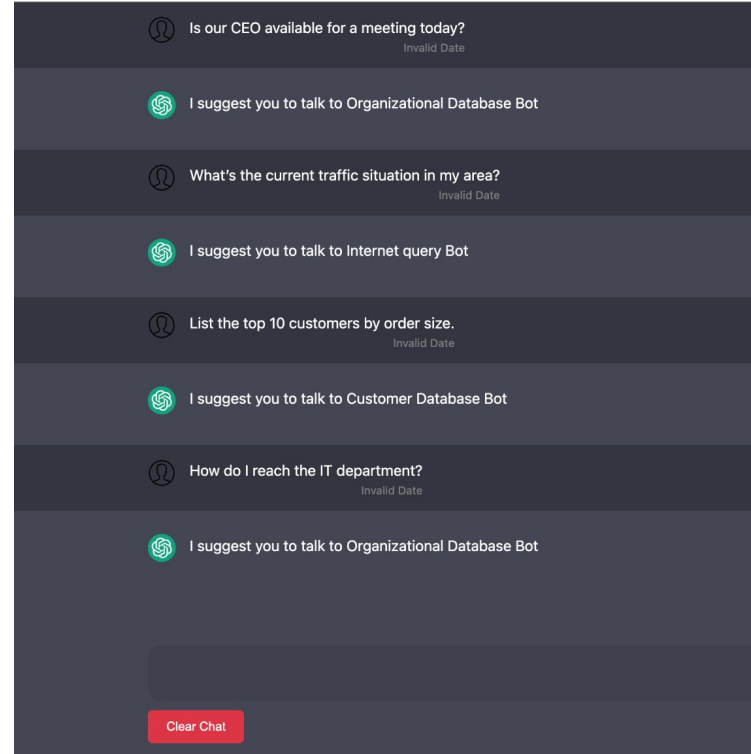 Is our CEO available for a meeting today?
Invalid Date
I suggest you to talk to Organizational Database Bot
What's the current traffic situation in my area?
Invalid Date
I suggest you to talk to Internet query Bot
List the top 10 customers by order size.
Invalid Date
I suggest you to talk to Customer Database Bot
How do I reach the IT department?
Invalid Date
I suggest you to talk to Organizational Database Bot
Clear Chat